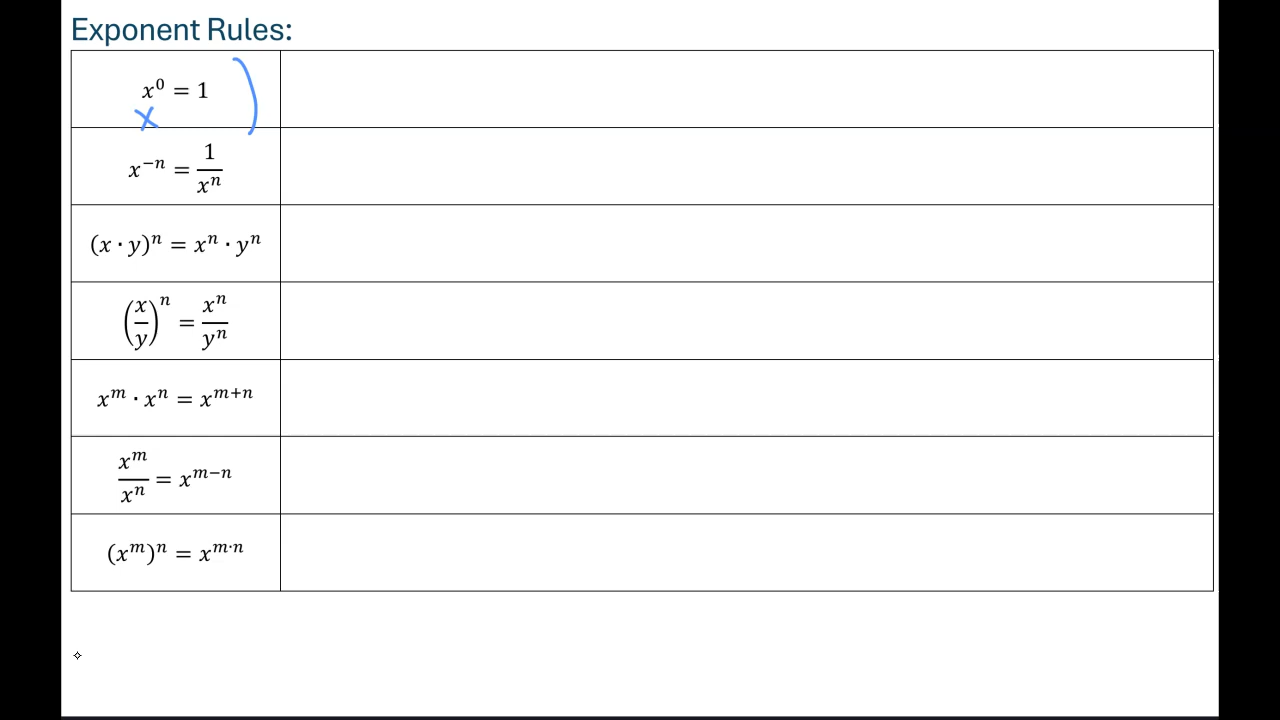 Exponent Rules:
x⁰ = 1
x )
x⁻ⁿ = 1/xⁿ
(x · y)ⁿ = xⁿ · yⁿ
(x/y)ⁿ = xⁿ/yⁿ
xᵐ · xⁿ = xᵐ⁺ⁿ
xᵐ/xⁿ = xᵐ⁻ⁿ
(xᵐ)ⁿ = xᵐ·ⁿ